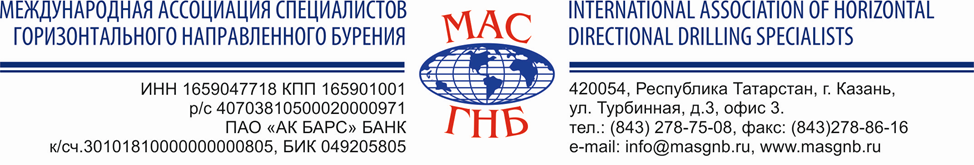 МЕЖДУНАРОДНАЯ АССОЦИАЦИЯ СПЕЦИАЛИСТОВ
ГОРИЗОНТАЛЬНОГО НАПРАВЛЕННОГО БУРЕНИЯ
ИНН 1659047718 КПП 165901001
р/с 40703810500020000971
ПАО «АК БАРС» БАНК
к/сч.30101810000000000805, БИК 049205805
МАС
ГНБ
INTERNATIONAL ASSOCIATION OF HORIZONTAL
DIRECTIONAL DRILLING SPECIALISTS
420054, Республика Татарстан, г. Казань,
ул. Турбинная, д.3, офис 3.
тел.: (843) 278-75-08, факс: (843)278-86-16
e-mail: info@masgnb.ru, www.masgnb.ru